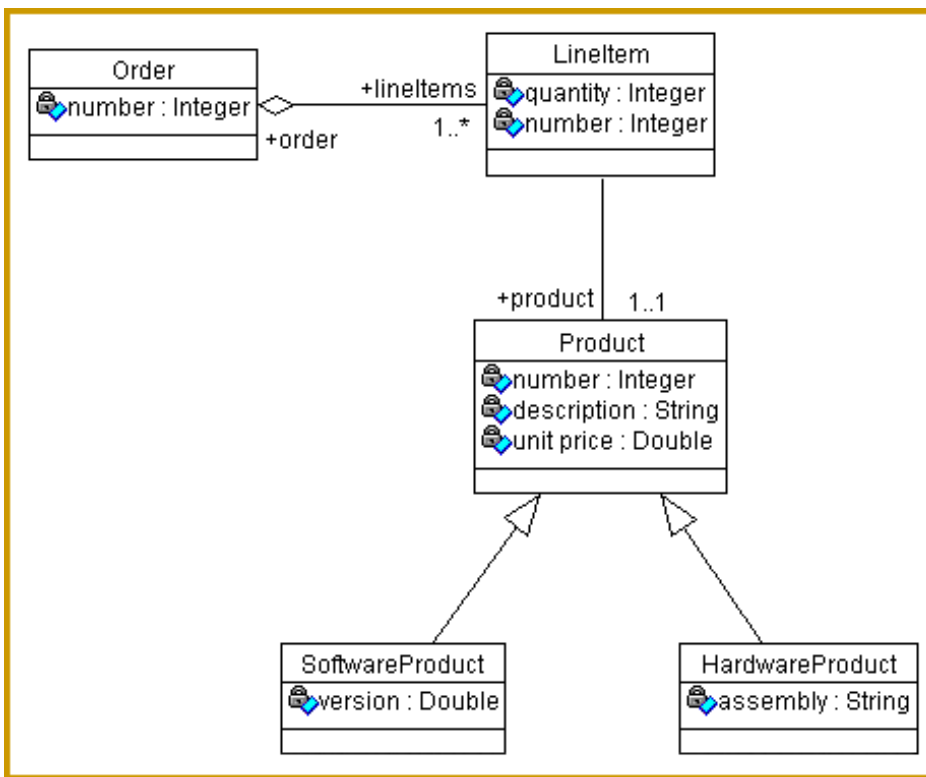 Order
number : Integer
+order
+lineItems
1..*
LineItem
quantity : Integer
number : Integer
+product
1..1
Product
number : Integer
description : String
unit price : Double
SoftwareProduct
version : Double
HardwareProduct
assembly : String